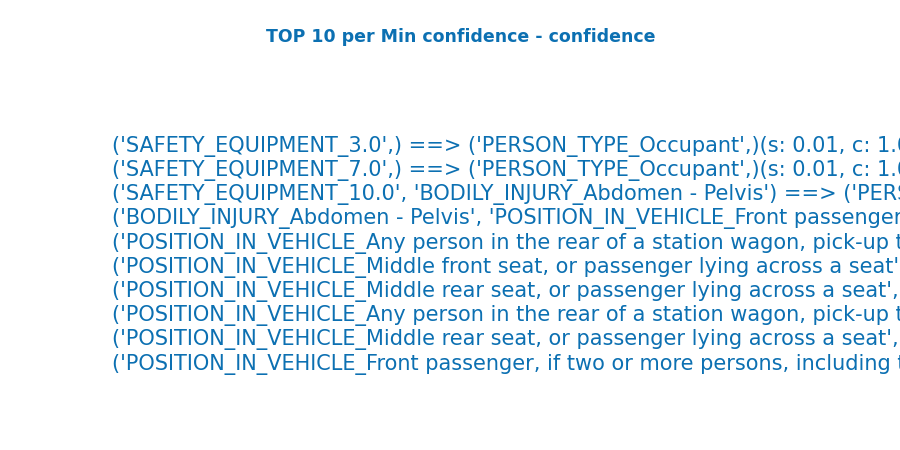 TOP 10 per Min confidence - confidence
('SAFETY_EQUIPMENT_3.0',) ==> ('PERSON_TYPE_Occupant',)(s: 0.01, c: 1.
('SAFETY_EQUIPMENT_7.0',) ==> ('PERSON_TYPE_Occupant',)(s: 0.01, c: 1.
('SAFETY_EQUIPMENT_10.0', 'BODILY_INJURY_Abdomen - Pelvis') ==> ('PERS
('BODILY_INJURY_Abdomen - Pelvis', 'POSITION_IN_VEHICLE_Front passenger
('POSITION_IN_VEHICLE_Any person in the rear of a station wagon, pick-up
('POSITION_IN_VEHICLE_Middle front seat, or passenger lying across a seat'
('POSITION_IN_VEHICLE_Middle rear seat, or passenger lying across a seat',
('POSITION_IN_VEHICLE_Any person in the rear of a station wagon, pick-up
('POSITION_IN_VEHICLE_Middle rear seat, or passenger lying across a seat',
('POSITION_IN_VEHICLE_Front passenger, if two or more persons, including